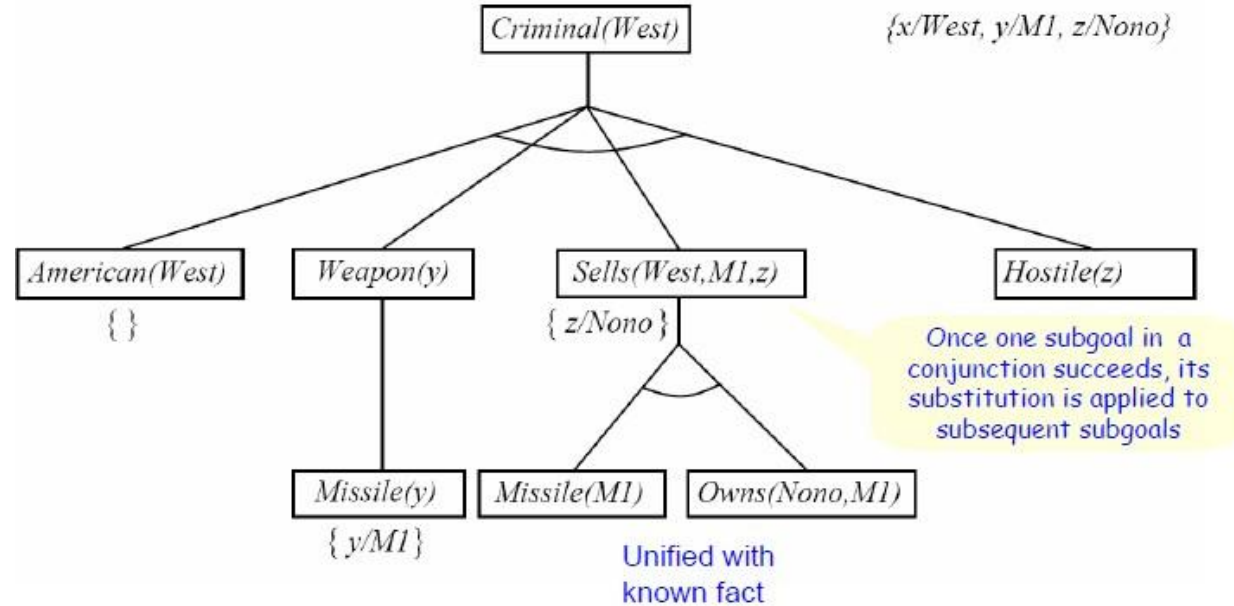 Criminal(West)
{x/West, y/M1, z/Nono}
American(West)
Weapon(y)
Sells(West,M1,z)
Hostile(z)
{ }
{ z/Nono }
Once one subgoal in a
conjunction succeeds, its
substitution is applied to
subsequent subgoals
Missile(y)
Missile(M1)
Owns(Nono,M1)
{ y/M1 }
Unified with
known fact